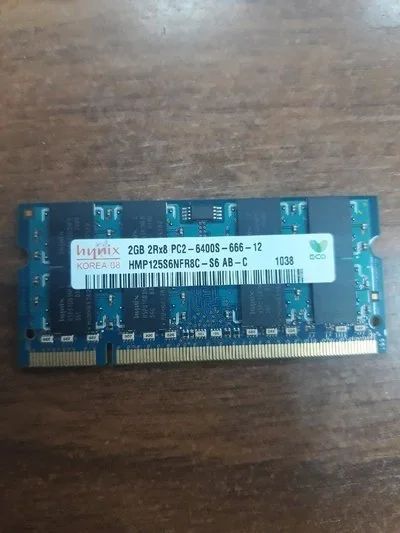 hynix
KOREA 08
2GB 2Rx8 PC2-6400S-666-12
HMP125S6NFR8C-S6 AB-C
1038
ECO